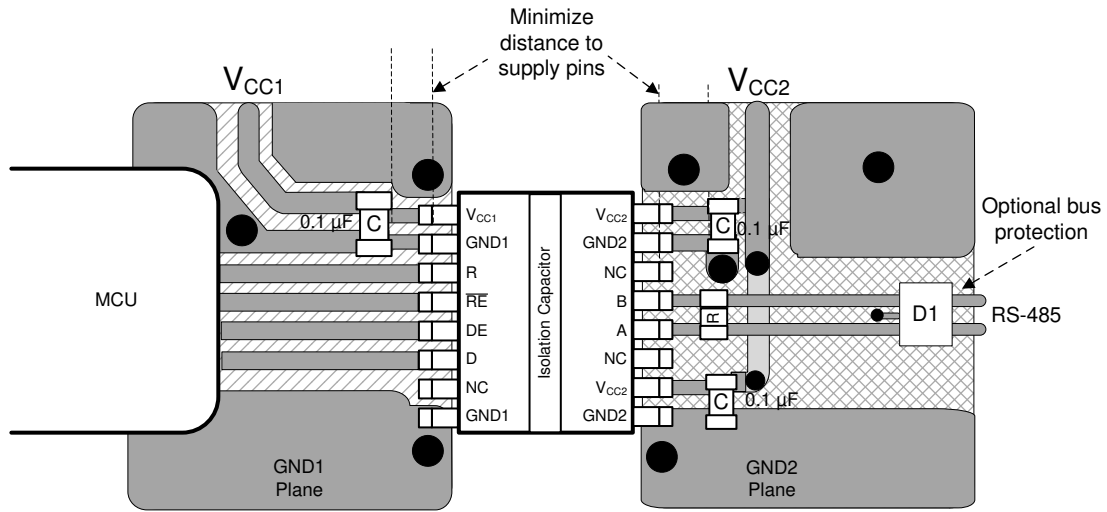 Minimize
distance to
supply pins
VCC1
VCC2
0.1 µF
C
C
0.1 µF
Optional bus
protection
MCU
VCC1
GND1
R
R̅E̅
DE
D
NC
GND1
Isolation Capacitor
VCC2
GND2
NC
B
A
NC
VCC2
GND2
R
D1
RS-485
C
0.1 µF
GND1
Plane
GND2
Plane